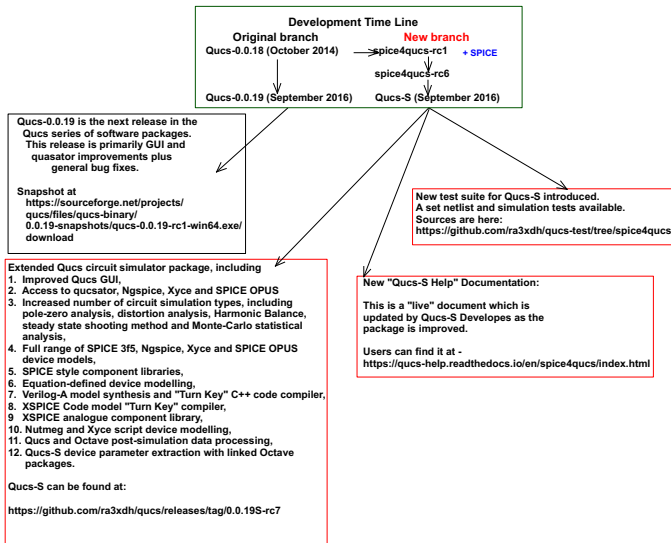 Development Time Line
Original branch
New branch
Qucs-0.0.18 (October 2014)
spice4qucs-rc1
+ SPICE
spice4qucs-rc6
Qucs-0.0.19 (September 2016)
Qucs-S (September 2016)
Qucs-0.0.19 is the next release in the
Qucs series of software packages.
This release is primarily GUI and
quasator improvements plus
general bug fixes.
Snapshot at
https://sourceforge.net/projects/
qucs/files/qucs-binary/
0.0.19-snapshots/qucs-0.0.19-rc1-win64.exe/
download
New test suite for Qucs-S introduced.
A set netlist and simulation tests available.
Sources are here:
https://github.com/ra3xdh/qucs-test/tree/spice4qucs
Extended Qucs circuit simulator package, including
1. Improved Qucs GUI,
2. Access to qucsator, Ngspice, Xyce and SPICE OPUS
3. Increased number of circuit simulation types, including
pole-zero analysis, distortion analysis, Harmonic Balance,
steady state shooting method and Monte-Carlo statistical
analysis,
4. Full range of SPICE 3f5, Ngspice, Xyce and SPICE OPUS
device models,
5. SPICE style component libraries,
6. Equation-defined device modelling,
7. Verilog-A model synthesis and "Turn Key" C++ code compiler,
8. XSPICE Code model "Turn Key" compiler,
9 XSPICE analogue component library,
10. Nutmeg and Xyce script device modelling,
11. Qucs and Octave post-simulation data processing,
12. Qucs-S device parameter extraction with linked Octave
packages.
Qucs-S can be found at:
https://github.com/ra3xdh/qucs/releases/tag/0.0.19S-rc7
New "Qucs-S Help" Documentation:
This is a "live" document which is
updated by Qucs-S Developes as the
package is improved.
Users can find it at -
https://qucs-help.readthedocs.io/en/spice4qucs/index.html